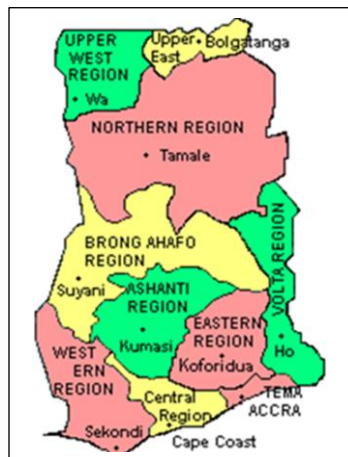 UPPER
WEST
REGION
Wa
Upper
East
Bolgatanga
NORTHERN REGION
Tamale
BRONG AHAFO
REGION
Suyani
ASHANTI
REGION
Kumasi
VOLTA REGION
Ho
EASTERN
REGION
Koforidua
WEST
ERN
REGION
Sekondi
Central
Region
Cape Coast
TEMA
ACCRA